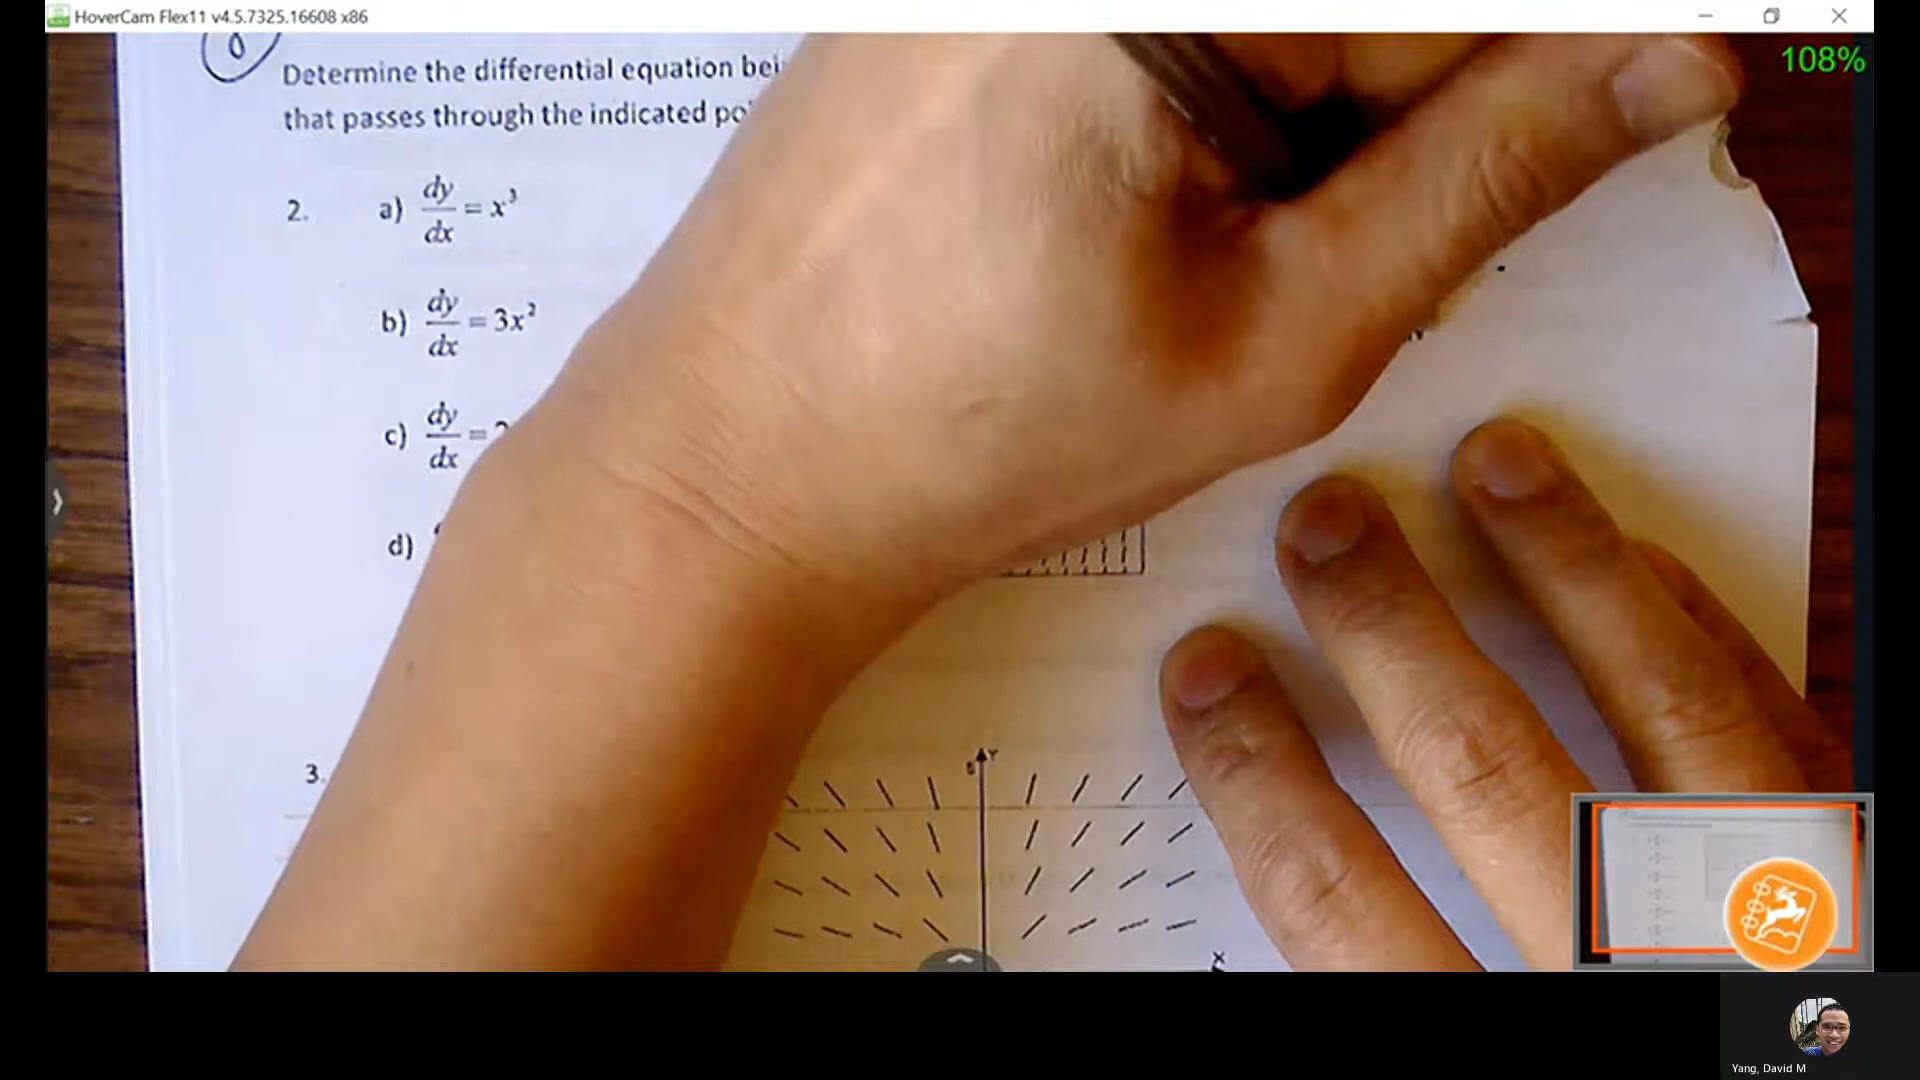 HoverCam Flex11 v4.5.7325.16608 x86
108%
Determine the differential equation bei
that passes through the indicated po
2. a) dy/dx = x³
b) dy/dx = 3x²
c) dy/dx =
d)
3.
Y
X
Yang, David M